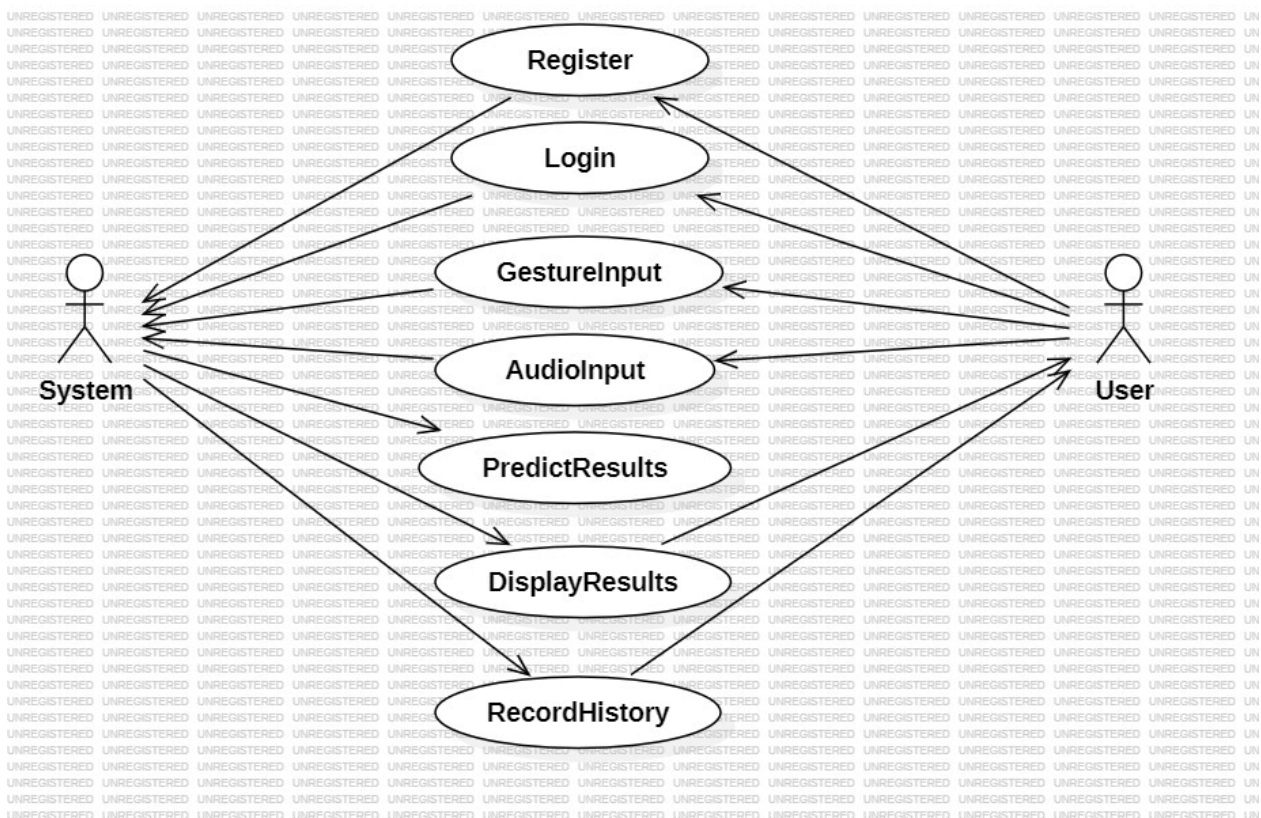 Register
Login
GestureInput
AudioInput
System
User
PredictResults
DisplayResults
RecordHistory